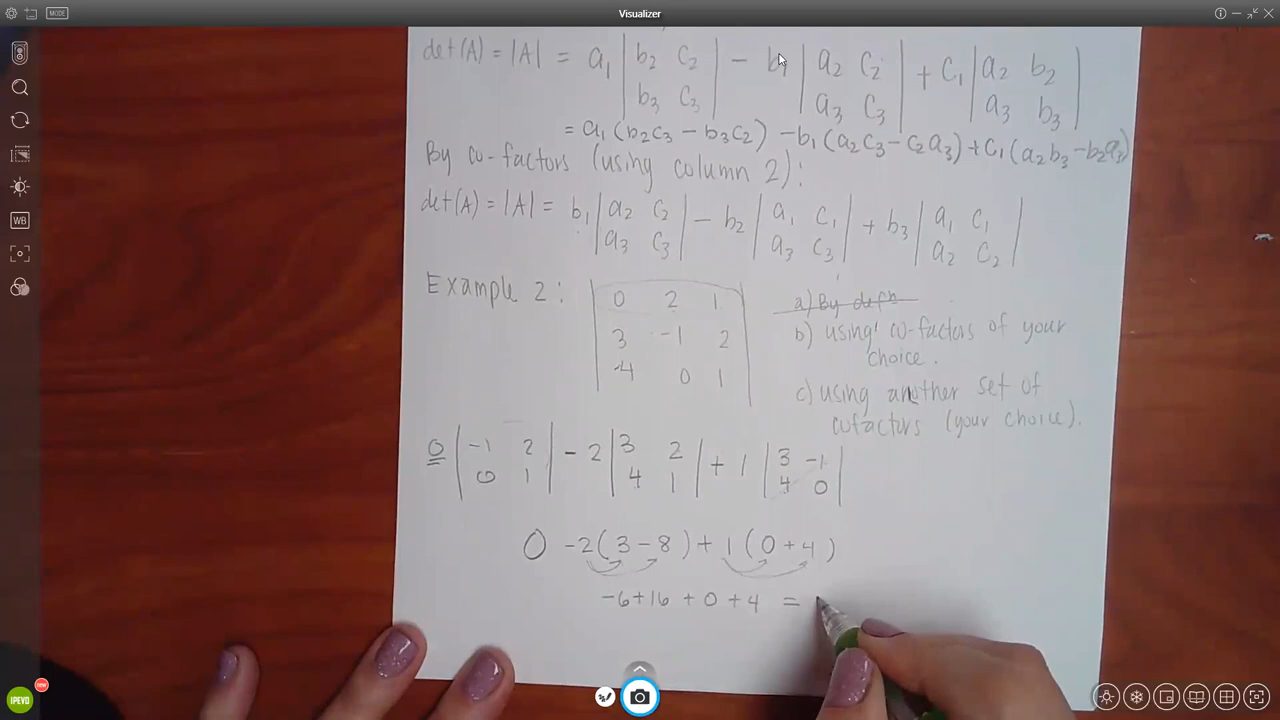 MODE
Visualizer
det(A) = |A| = a₁ |b₂ c₂| - b₁ |a₂ c₂| + c₁ |a₂ b₂|
|b₃ c₃| |a₃ c₃| |a₃ b₃|
= a₁(b₂c₃ - b₃c₂) - b₁(a₂c₃ - c₂a₃) + c₁(a₂b₃ - b₂a₃)
By co-factors (using column 2):
det(A) = |A| = b₁ |a₂ c₂| - b₂ |a₁ c₁| + b₃ |a₁ c₁|
|a₃ c₃| |a₃ c₃| |a₂ c₂|
Example 2:
|0 2 1|
|3 -1 2|
|-4 0 1|
a) By defn
b) using co-factors of your
choice.
c) using another set of
cofactors (your choice).
0 |-1 2| - 2 |3 2| + 1 |3 -1|
|0 1| |4 1| |4 0|
0 -2(3-8) + 1(0+4)
-6+16 + 0 + 4 =
WB
IPEVO
new